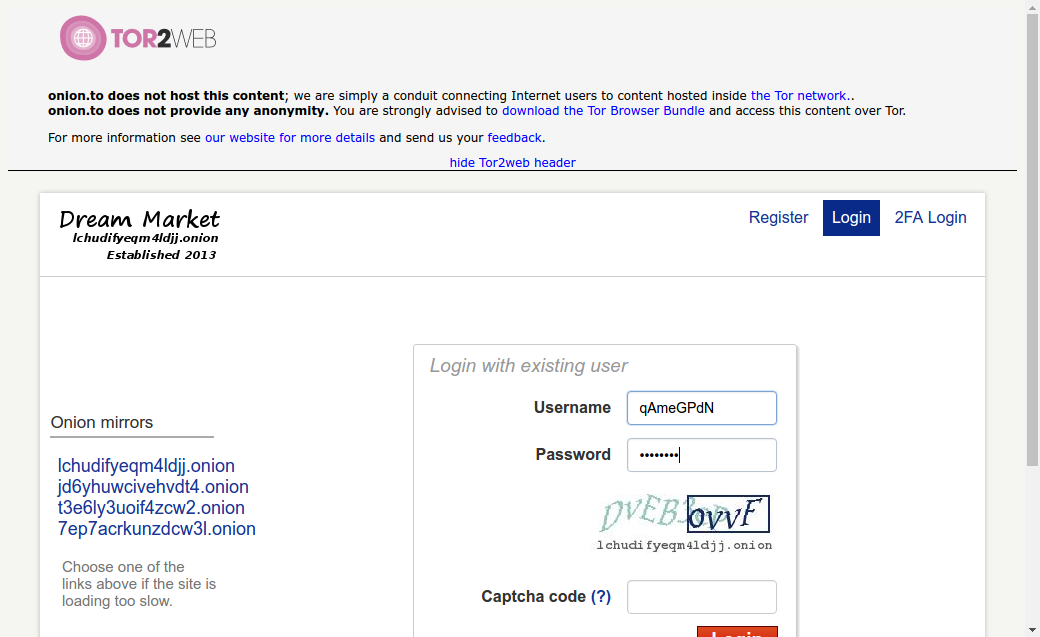 TOR2WEB
onion.to does not host this content; we are simply a conduit connecting Internet users to content hosted inside the Tor network..
onion.to does not provide any anonymity. You are strongly advised to download the Tor Browser Bundle and access this content over Tor.
For more information see our website for more details and send us your feedback.
hide Tor2web header
Dream Market
lchudifyeqm4ldjj.onion
Established 2013
Register Login 2FA Login
Login with existing user
Username qAmeGPdN
Password ••••••••
lchudifyeqm4ldjj.onion
Captcha code (?)
Login
Onion mirrors
lchudifyeqm4ldjj.onion
jd6yhuwcivehvdt4.onion
t3e6ly3uoif4zcw2.onion
7ep7acrkunzdcw3l.onion
Choose one of the
links above if the site is
loading too slow.